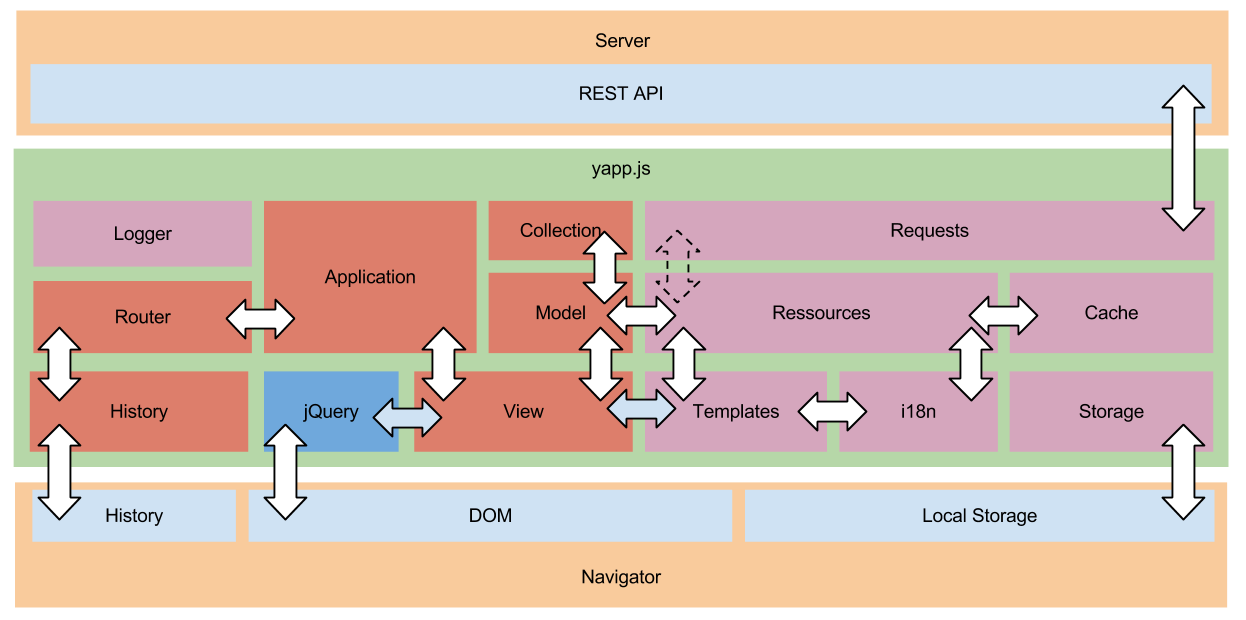 Server
REST API
yapp.js
Logger
Application
Collection
Requests
Router
Model
Ressources
Cache
History
jQuery
View
Templates
i18n
Storage
History
DOM
Local Storage
Navigator